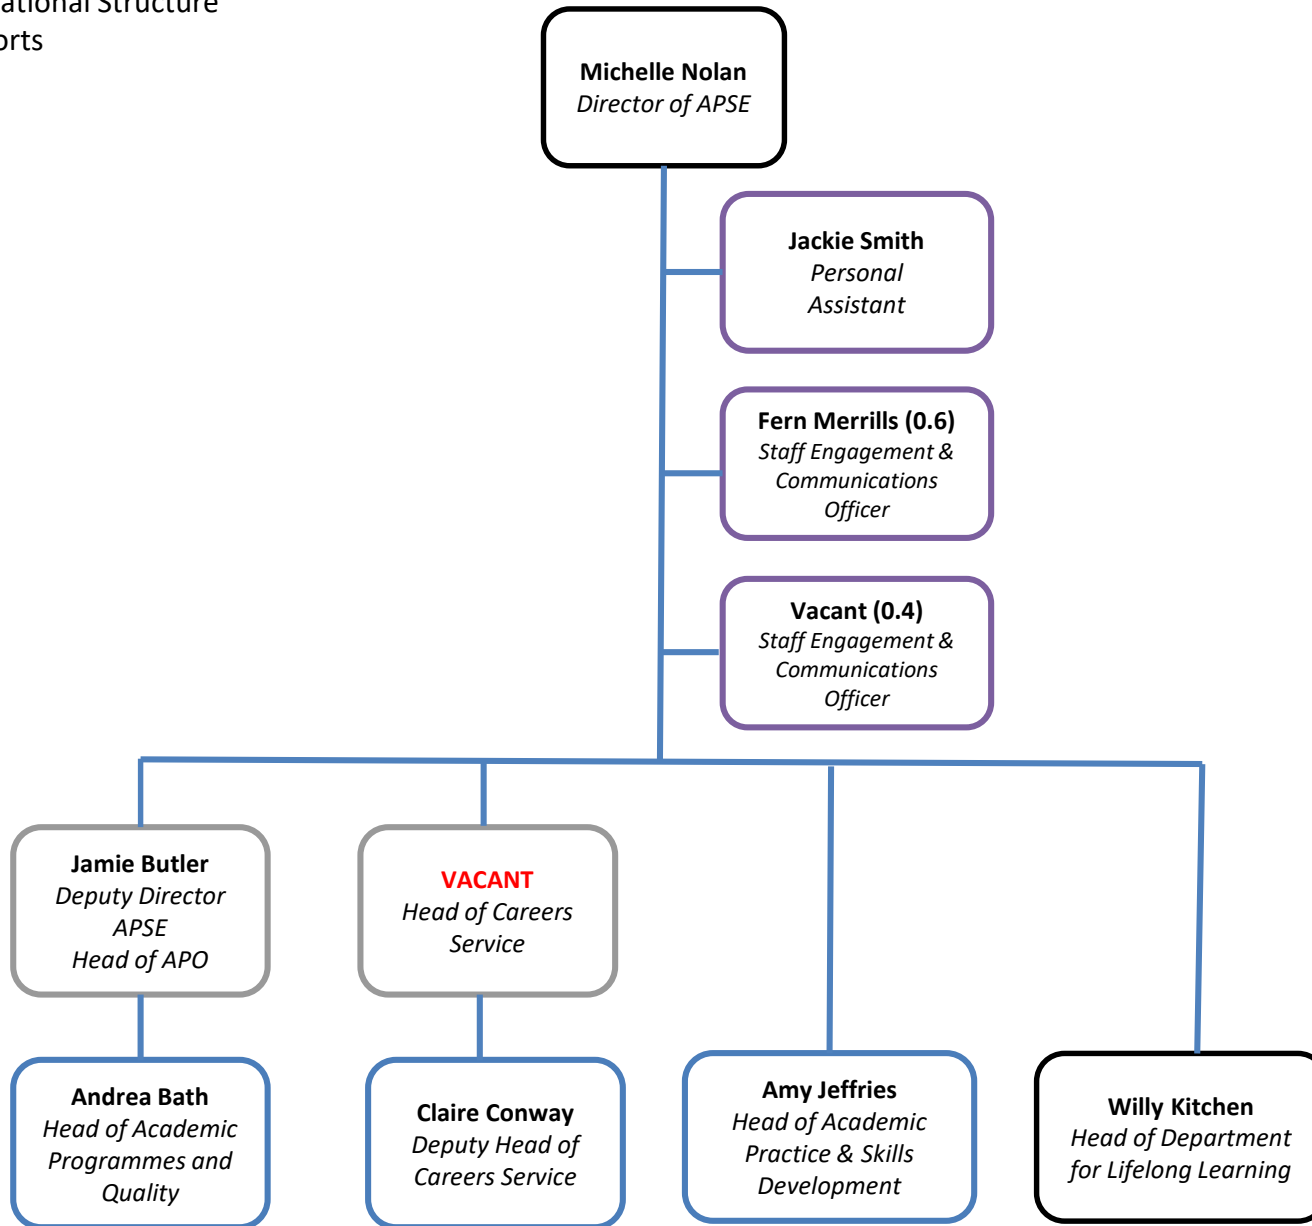 ational Structure
orts
Michelle Nolan
Director of APSE
Jackie Smith
Personal
Assistant
Fern Merrills (0.6)
Staff Engagement &
Communications
Officer
Vacant (0.4)
Staff Engagement &
Communications
Officer
Jamie Butler
Deputy Director
APSE
Head of APO
VACANT
Head of Careers
Service
Andrea Bath
Head of Academic
Programmes and
Quality
Claire Conway
Deputy Head of
Careers Service
Amy Jeffries
Head of Academic
Practice & Skills
Development
Willy Kitchen
Head of Department
for Lifelong Learning